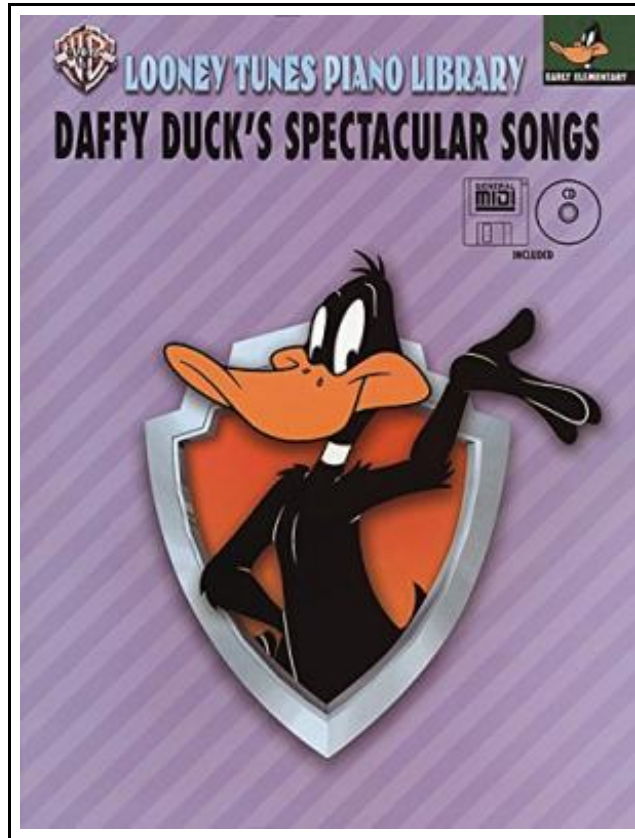 LOONEY TUNES PIANO LIBRARY
EARLY ELEMENTARY
DAFFY DUCK'S SPECTACULAR SONGS
GENERAL
MIDI
CD
INCLUDED